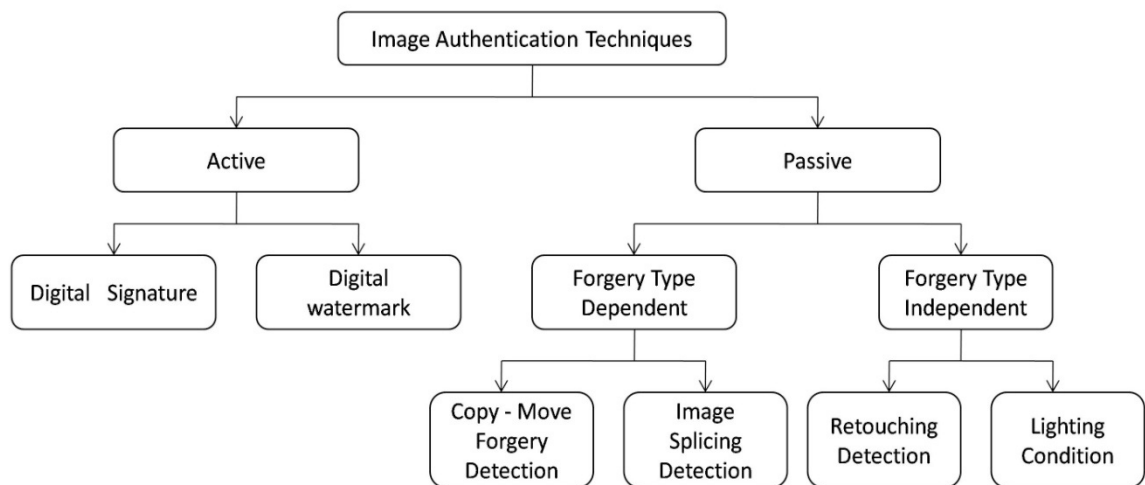 Image Authentication Techniques
Active
Passive
Digital Signature
Digital
watermark
Forgery Type
Dependent
Forgery Type
Independent
Copy - Move
Forgery
Detection
Image
Splicing
Detection
Retouching
Detection
Lighting
Condition